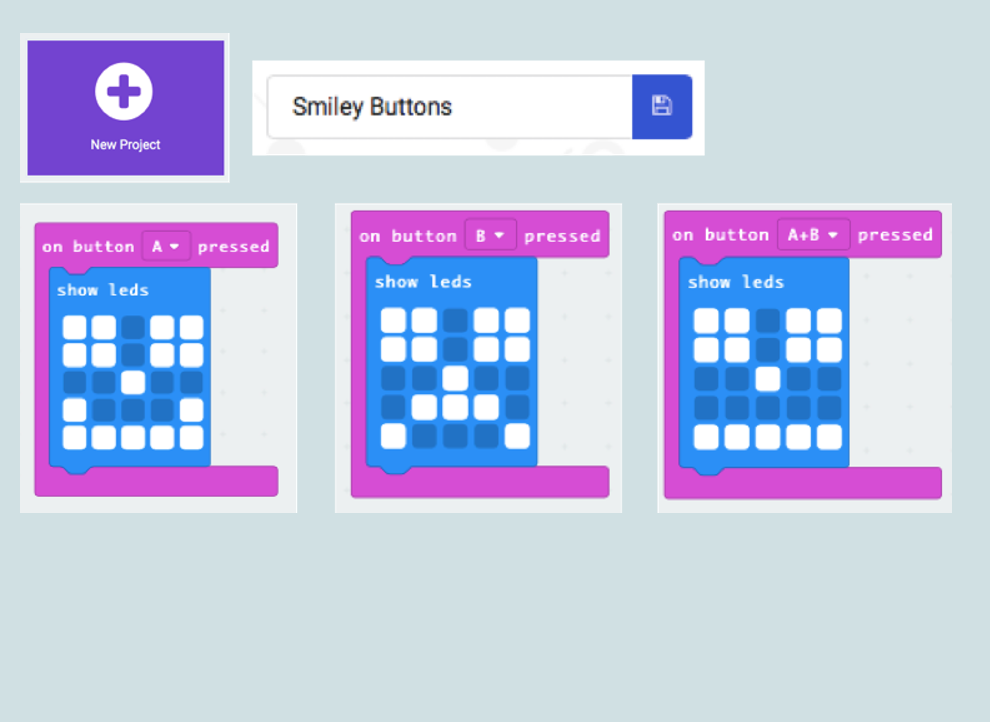 New Project
Smiley Buttons
on button A pressed
show leds
on button B pressed
show leds
on button A+B pressed
show leds